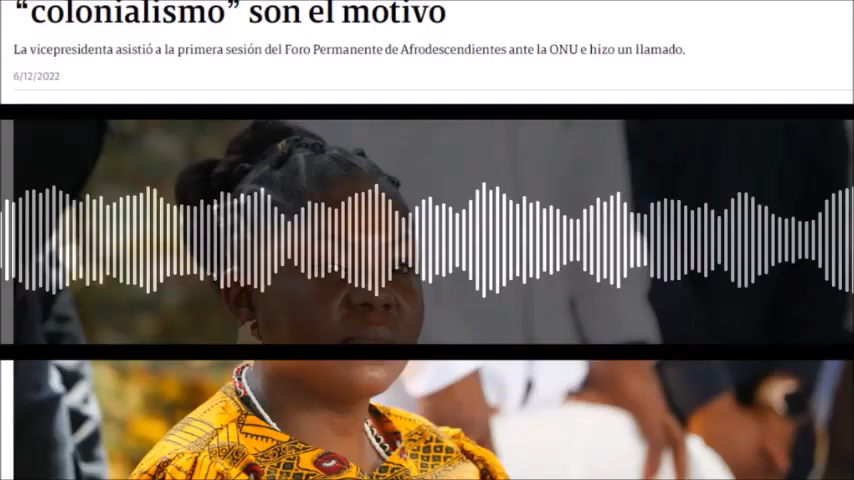 “colonialismo” son el motivo
La vicepresidenta asistió a la primera sesión del Foro Permanente de Afrodescendientes ante la ONU e hizo un llamado.
6/12/2022